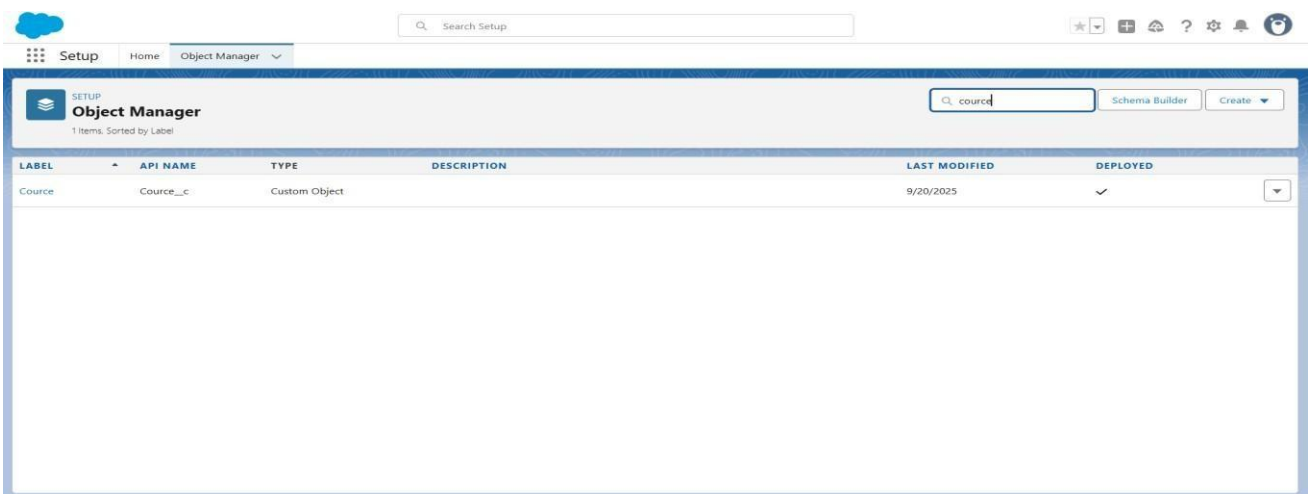 Search Setup
Setup Home Object Manager
SETUP
Object Manager
1 Items. Sorted by Label
cource
Schema Builder
Create
LABEL API NAME TYPE DESCRIPTION LAST MODIFIED DEPLOYED
Cource Cource__c Custom Object 9/20/2025